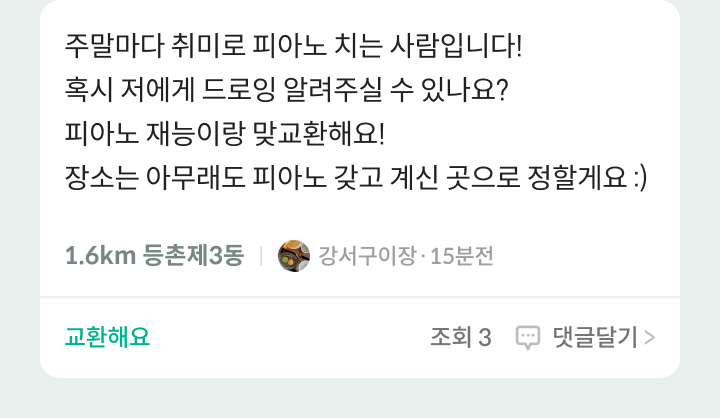 주말마다 취미로 피아노 치는 사람입니다!
혹시 저에게 드로잉 알려주실 수 있나요?
피아노 재능이랑 맞교환해요!
장소는 아무래도 피아노 갖고 계신 곳으로 정할게요 :)
1.6km 등촌제3동 강서구이장 · 15분전
교환해요 조회 3 댓글달기 >